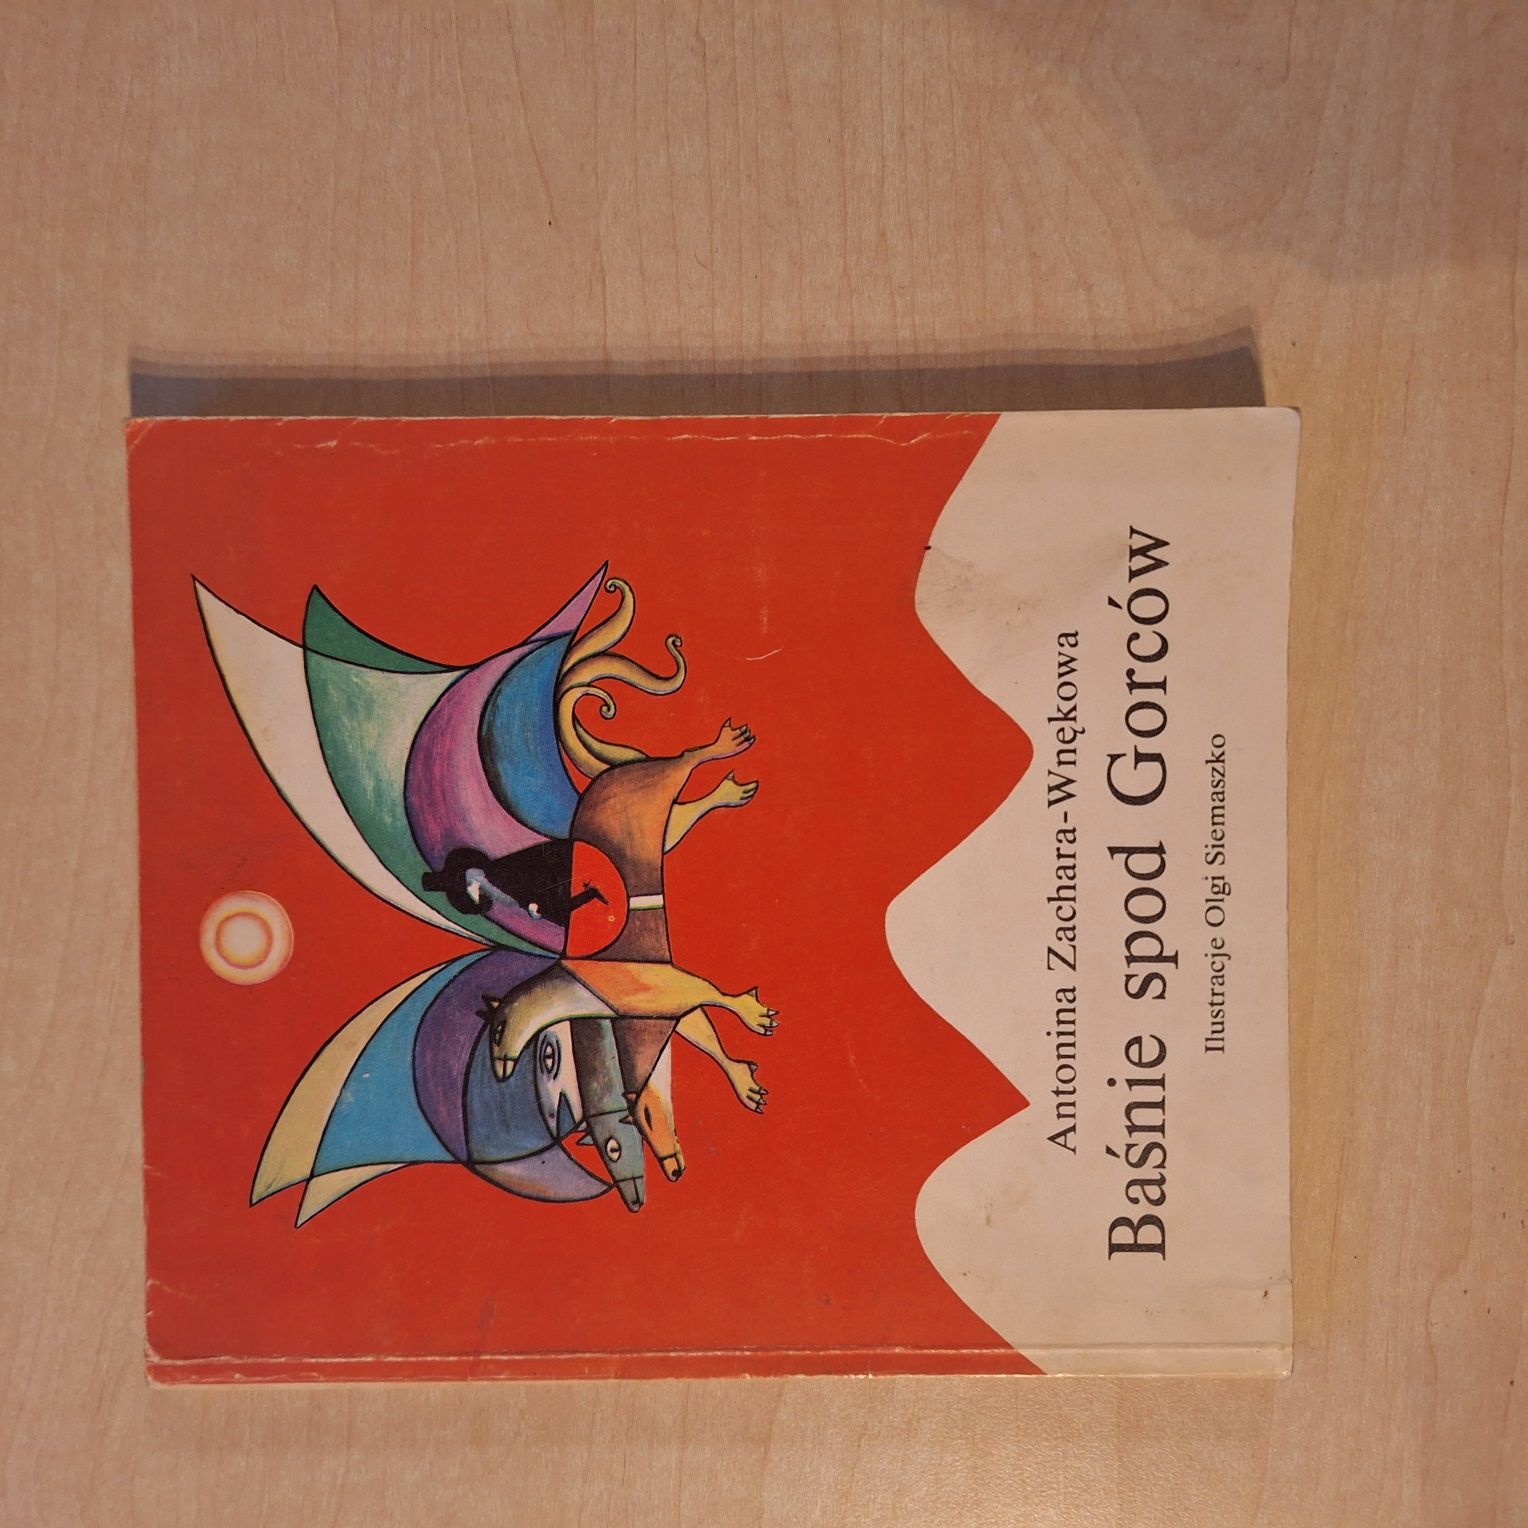 Antonina Zachara-Wnękowa
Baśnie spod Gorców
Ilustracje Olgi Siemaszko